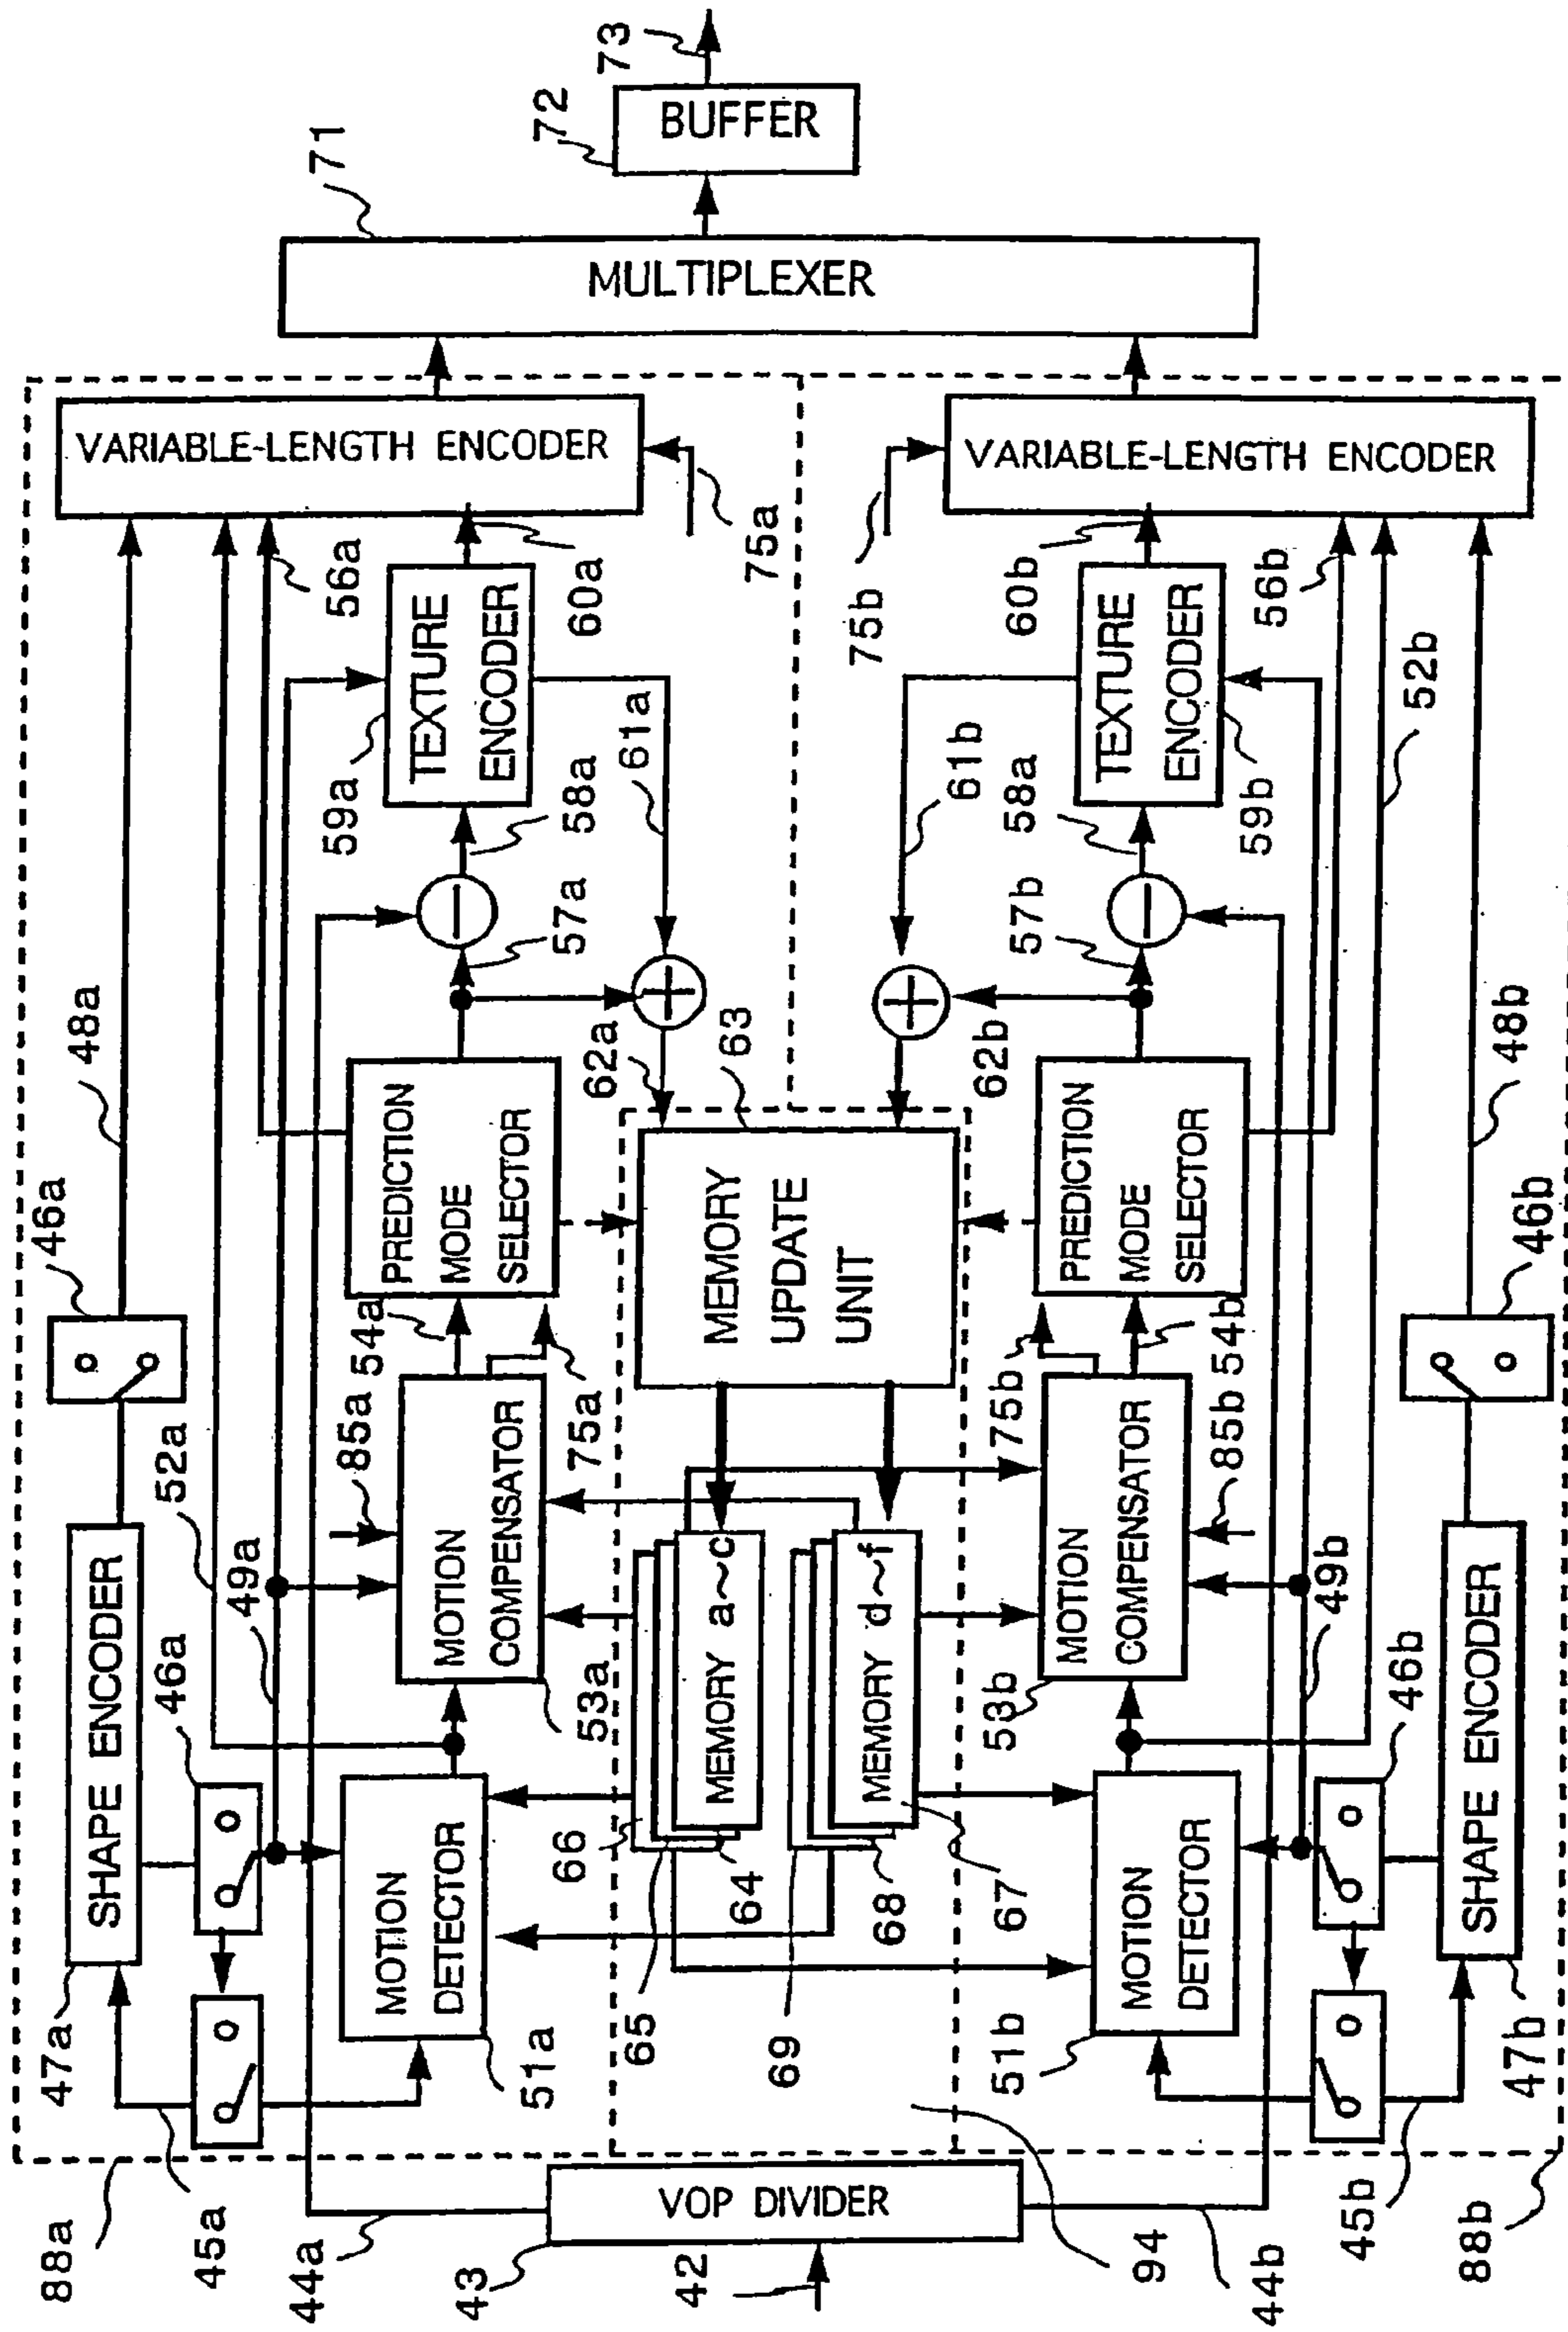 73
72
BUFFER
71
MULTIPLEXER
VARIABLE-LENGTH ENCODER
75a
75b
VARIABLE-LENGTH ENCODER
56a
60a
60b
56b
TEXTURE
ENCODER
59a
58a
61a
61b
58a
TEXTURE
ENCODER
59b
52b
57a
57b
48a
62a
63
62b
48b
PREDICTION
MODE
SELECTOR
MEMORY
UPDATE
UNIT
PREDICTION
MODE
SELECTOR
46a
54a
75a
75b
54b
46b
52a
85a
85b
MOTION
COMPENSATOR
MEMORY a~c
MEMORY d~f
MOTION
COMPENSATOR
SHAPE ENCODER
46a
49a
53a
53b
49b
46b
SHAPE ENCODER
MOTION
DETECTOR
66
65
64
69
68
67
MOTION
DETECTOR
47a
51a
51b
47b
88a
45a
44a
43
VOP DIVIDER
42
94
44b
45b
88b